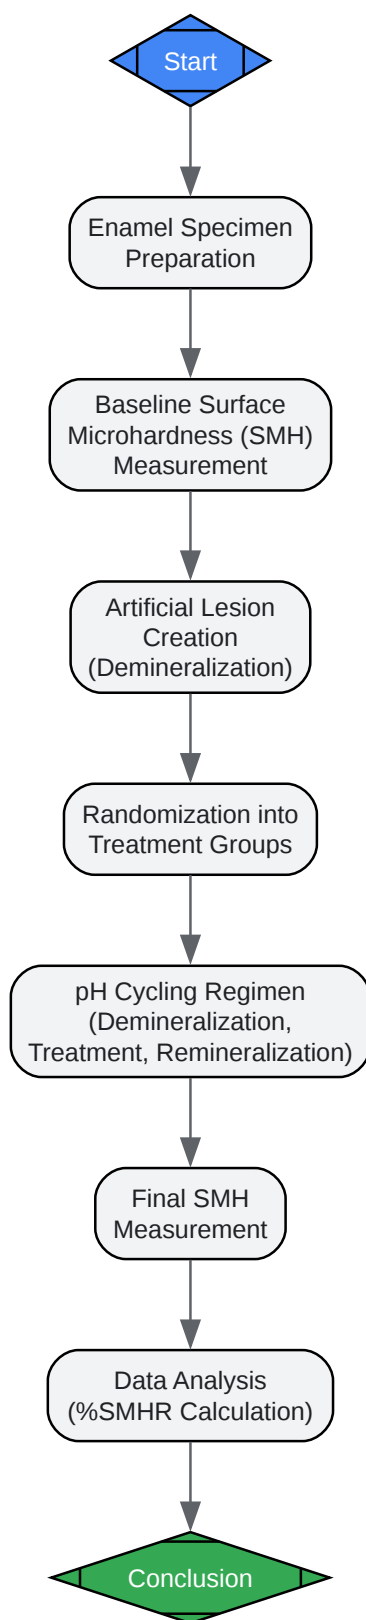 Start
Enamel Specimen
Preparation
Baseline Surface
Microhardness (SMH)
Measurement
Artificial Lesion
Creation
(Demineralization)
Randomization into
Treatment Groups
pH Cycling Regimen
(Demineralization,
Treatment, Remineralization)
Final SMH
Measurement
Data Analysis
(%SMHR Calculation)
Conclusion